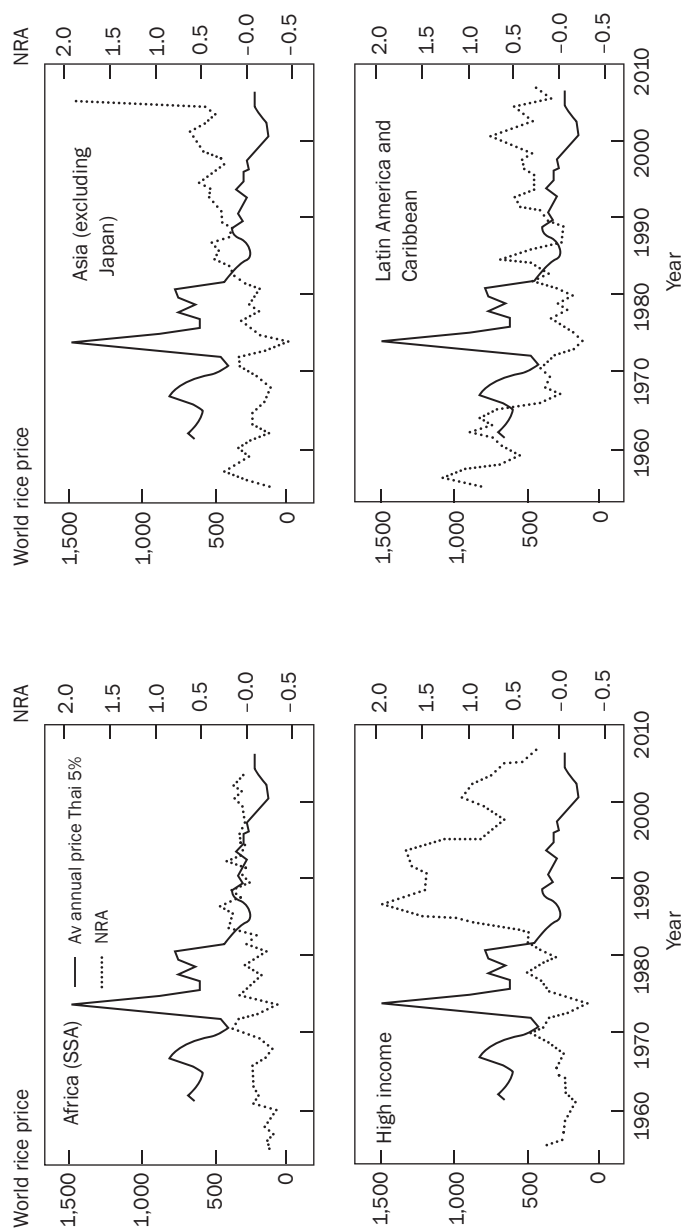 World rice price
NRA
1,500
1,000
500
0
Africa (SSA)
Av annual price Thai 5%
NRA
2.0
1.5
1.0
0.5
−0.0
−0.5
World rice price
NRA
1,500
1,000
500
0
Asia (excluding
Japan)
2.0
1.5
1.0
0.5
−0.0
−0.5
1,500
1,000
500
0
High income
2.0
1.5
1.0
0.5
−0.0
−0.5
1960 1970 1980 1990 2000 2010
Year
1,500
1,000
500
0
Latin America and
Caribbean
2.0
1.5
1.0
0.5
−0.0
−0.5
1960 1970 1980 1990 2000 2010
Year